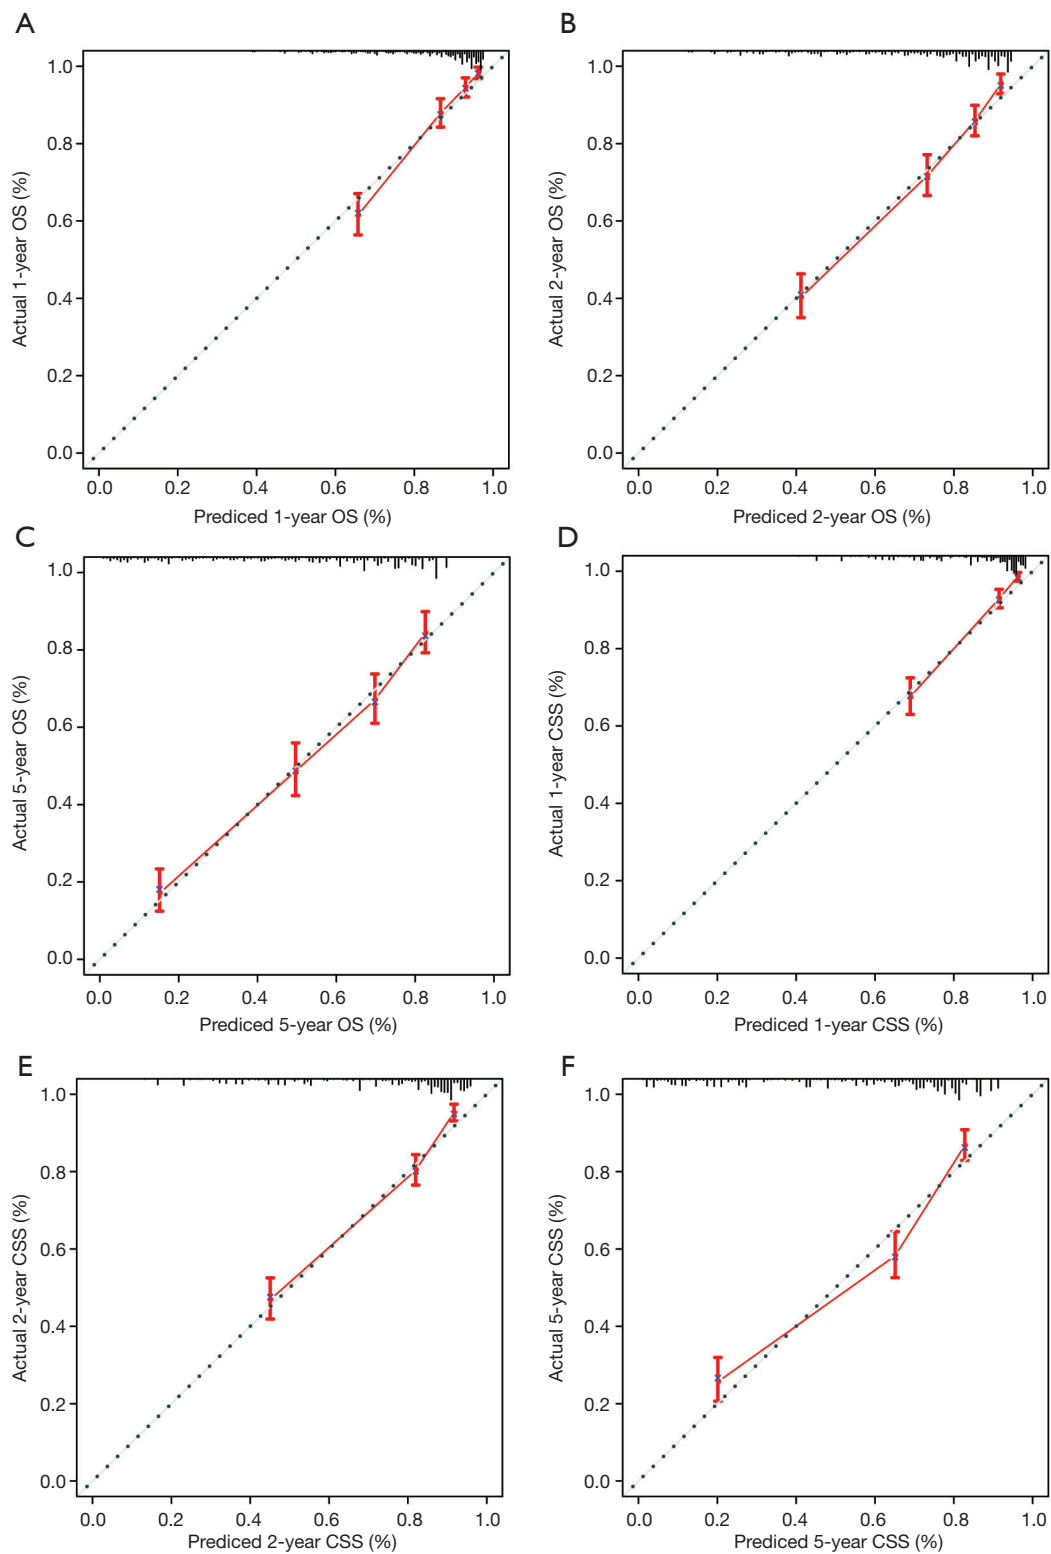 A
B
1.0
0.8
0.6
0.4
0.2
0.0
Actual 1-year OS (%)
0.0 0.2 0.4 0.6 0.8 1.0
Prediced 1-year OS (%)
1.0
0.8
0.6
0.4
0.2
0.0
Actual 2-year OS (%)
0.0 0.2 0.4 0.6 0.8 1.0
Prediced 2-year OS (%)
C
D
1.0
0.8
0.6
0.4
0.2
0.0
Actual 5-year OS (%)
0.0 0.2 0.4 0.6 0.8 1.0
Prediced 5-year OS (%)
1.0
0.8
0.6
0.4
0.2
0.0
Actual 1-year CSS (%)
0.0 0.2 0.4 0.6 0.8 1.0
Prediced 1-year CSS (%)
E
F
1.0
0.8
0.6
0.4
0.2
0.0
Actual 2-year CSS (%)
0.0 0.2 0.4 0.6 0.8 1.0
Prediced 2-year CSS (%)
1.0
0.8
0.6
0.4
0.2
0.0
Actual 5-year CSS (%)
0.0 0.2 0.4 0.6 0.8 1.0
Prediced 5-year CSS (%)